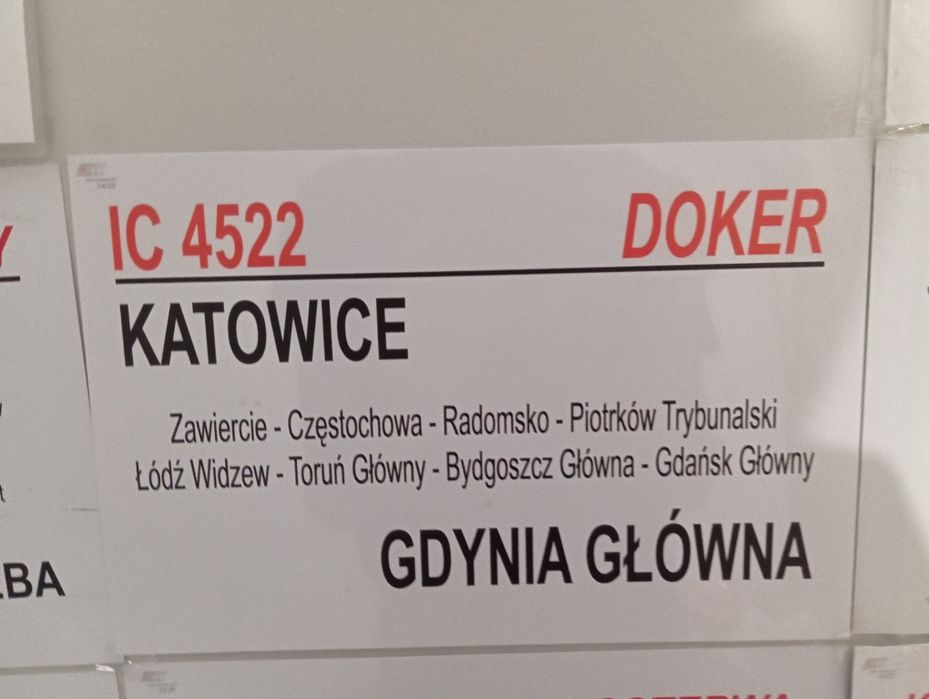 IC 4522 DOKER
KATOWICE
Zawiercie - Częstochowa - Radomsko - Piotrków Trybunalski
Łódź Widzew - Toruń Główny - Bydgoszcz Główna - Gdańsk Główny
GDYNIA GŁÓWNA